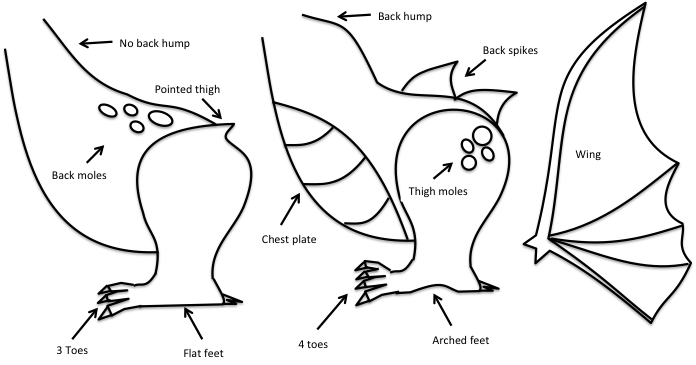 No back hump
Pointed thigh
Back moles
3 Toes
Flat feet
Back hump
Back spikes
Thigh moles
Chest plate
4 toes
Arched feet
Wing